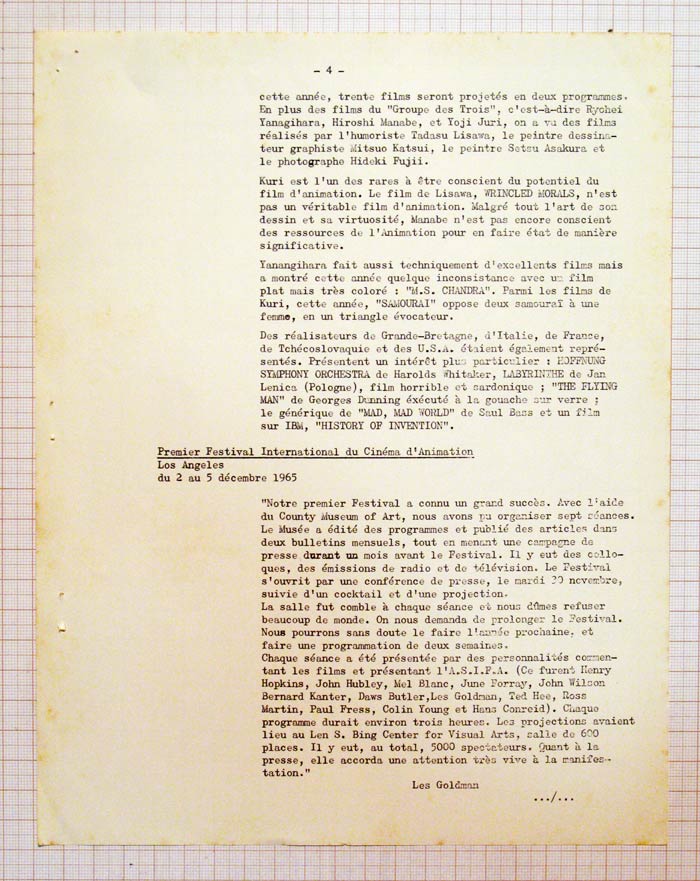 - 4 -
cette année, trente films seront projetés en deux programmes.
En plus des films du "Groupe des Trois", c'est-à-dire Ryohei
Yanagihara, Hiroshi Manabe, et Yoji Juri, on a vu des films
réalisés par l'humoriste Tadasu Lisawa, le peintre dessina-
teur graphiste Mitsuo Katsui, le peintre Setsu Asakura et
le photographe Hideki Fujii.
Kuri est l'un des rares à être conscient du potentiel du
film d'animation. Le film de Lisawa, WRINCLED MORALS, n'est
pas un véritable film d'animation. Malgré tout l'art de son
dessin et sa virtuosité, Manabe n'est pas encore conscient
des ressources de l'Animation pour en faire état de manière
significative.
Yanangihara fait aussi techniquement d'excellents films mais
a montré cette année quelque inconsistance avec un film
plat mais très coloré : "M.S. CHANDRA". Parmi les films de
Kuri, cette année, "SAMOURAÏ" oppose deux samouraï à une
femme, en un triangle évocateur.
Des réalisateurs de Grande-Bretagne, d'Italie, de France,
de Tchécoslovaquie et des U.S.A. étaient également repré-
sentés. Présentent un intérêt plus particulier : HOFFNUNG
SYMPHONY ORCHESTRA de Harolds Whitaker, LABYRINTHE de Jan
Lenica (Pologne), film horrible et sardonique ; "THE FLYING
MAN" de Georges Dunning éxécuté à la gouache sur verre ;
le générique de "MAD, MAD WORLD" de Saul Bass et un film
sur IBM, "HISTORY OF INVENTION".
Premier Festival International du Cinéma d'Animation
Los Angeles
du 2 au 5 décembre 1965
"Notre premier Festival a connu un grand succès. Avec l'aide
du County Museum of Art, nous avons pu organiser sept séances.
Le Musée a édité des programmes et publié des articles dans
deux bulletins mensuels, tout en menant une campagne de
presse durant un mois avant le Festival. Il y eut des collo-
ques, des émissions de radio et de télévision. Le Festival
s'ouvrit par une conférence de presse, le mardi novembre,
suivie d'un cocktail et d'une projection.
La salle fut comble à chaque séance et nous dûmes refuser
beaucoup de monde. On nous demanda de prolonger le Festival.
Nous pourrons sans doute le faire l'année prochaine, et
faire une programmation de deux semaines.
Chaque séance a été présentée par des personnalités commen-
tant les films et présentant l'A.S.I.F.A. (Ce furent Henry
Hopkins, John Hubley, Mel Blanc, June Forray, John Wilson
Bernard Kanter, Daws Butler,Les Goldman, Ted Hee, Ross
Martin, Paul Fress, Colin Young et Hans Conreid). Chaque
programme durait environ trois heures. Les projections avaient
lieu au Len S. Bing Center for Visual Arts, salle de 600
places. Il y eut, au total, 5000 spectateurs. Quant à la
presse, elle accorda une attention très vive à la manifes-
tation."
Les Goldman
.../...